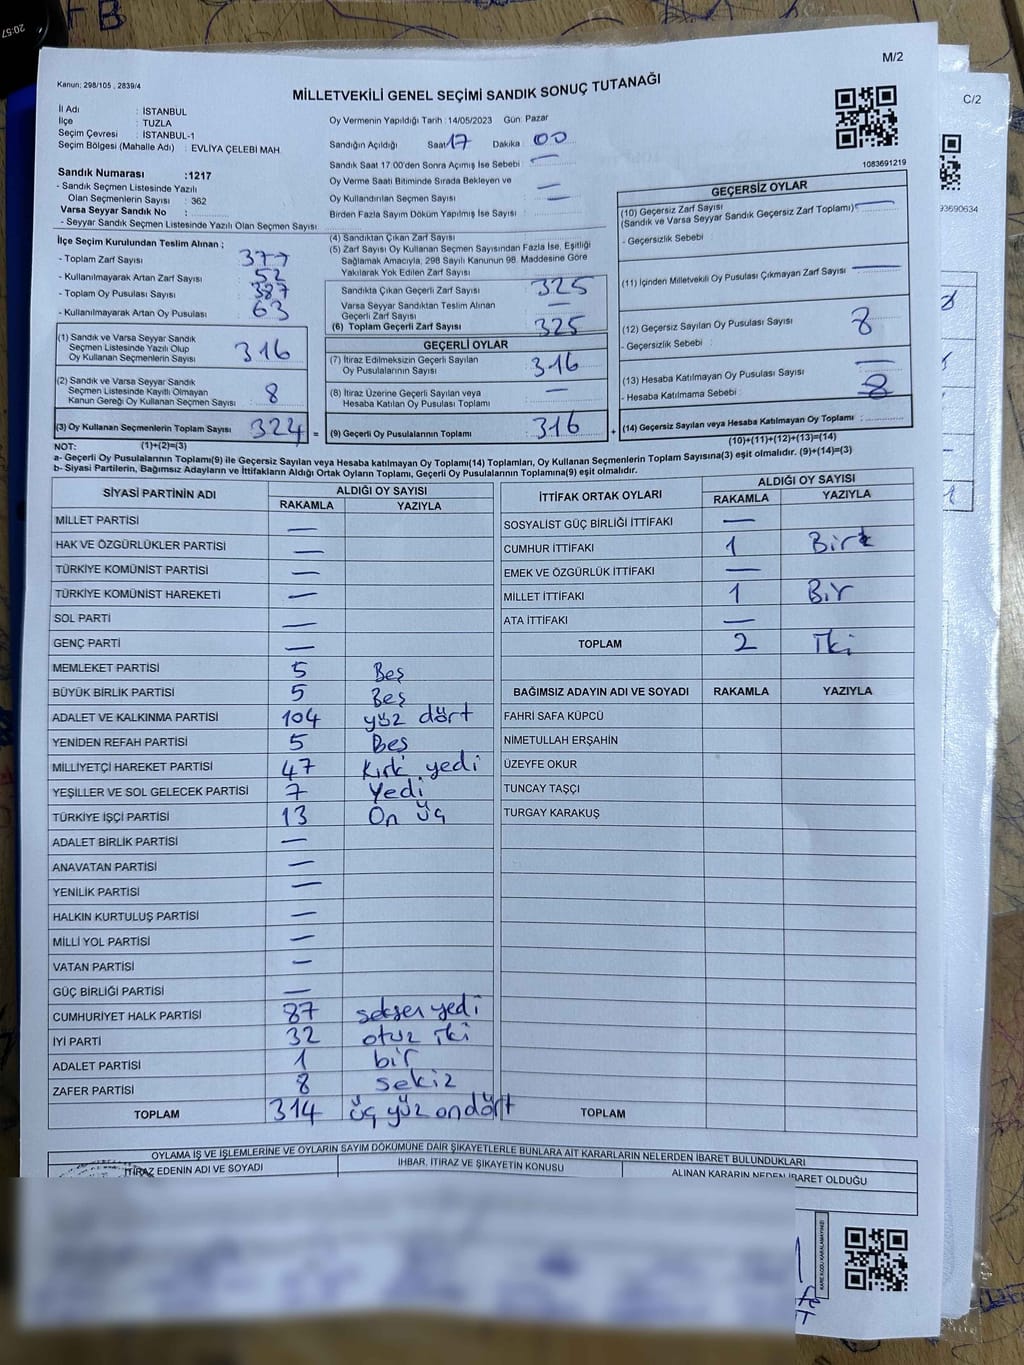 20:57
M/2
C/2
Kanun: 298/105 , 2839/4
MİLLETVEKİLİ GENEL SEÇİMİ SANDIK SONUÇ TUTANAĞI
İl Adı : İSTANBUL
İlçe : TUZLA
Seçim Çevresi : İSTANBUL-1
Seçim Bölgesi (Mahalle Adı) : EVLİYA ÇELEBİ MAH.
Sandık Numarası :1217
- Sandık Seçmen Listesinde Yazılı
Olan Seçmenlerin Sayısı : 362
Varsa Seyyar Sandık No :
- Seyyar Sandık Seçmen Listesinde Yazılı Olan Seçmen Sayısı:
Oy Vermenin Yapıldığı Tarih : 14/05/2023 Gün: Pazar
Sandığın Açıldığı Saat 17 Dakika 00
Sandık Saat 17:00'den Sonra Açımış İse Sebebi : —
Oy Verme Saati Bitiminde Sırada Bekleyen ve
Oy Kullandırılan Seçmen Sayısı : —
Birden Fazla Sayım Döküm Yapılmış İse Sayısı :
1083691219
93690634
İlçe Seçim Kurulundan Teslim Alınan ;
- Toplam Zarf Sayısı : 377
- Kullanılmayarak Artan Zarf Sayısı : 52
- Toplam Oy Pusulası Sayısı : 387
- Kullanılmayarak Artan Oy Pusulası : 63
(1) Sandık ve Varsa Seyyar Sandık
Seçmen Listesinde Yazılı Olup
Oy Kullanan Seçmenlerin Sayısı : 316
(2) Sandık ve Varsa Seyyar Sandık
Seçmen Listesinde Kayıtlı Olmayan
Kanun Gereği Oy Kullanan Seçmen Sayısı : 8
(3) Oy Kullanan Seçmenlerin Toplam Sayısı : 324 =
(4) Sandıktan Çıkan Zarf Sayısı :
(5) Zarf Sayısı Oy Kullanan Seçmen Sayısından Fazla İse, Eşitliği
Sağlamak Amacıyla, 298 Sayılı Kanunun 98. Maddesine Göre
Yakılarak Yok Edilen Zarf Sayısı :
Sandıkta Çıkan Geçerli Zarf Sayısı : 325
Varsa Seyyar Sandıktan Teslim Alınan
Geçerli Zarf Sayısı : —
(6) Toplam Geçerli Zarf Sayısı : 325
GEÇERLİ OYLAR
(7) İtiraz Edilmeksizin Geçerli Sayılan
Oy Pusulalarının Sayısı : 316
(8) İtiraz Üzerine Geçerli Sayılan veya
Hesaba Katılan Oy Pusulası Toplamı : —
(9) Geçerli Oy Pusulalarının Toplamı : 316 +
GEÇERSİZ OYLAR
(10) Geçersiz Zarf Sayısı
(Sandık ve Varsa Seyyar Sandık Geçersiz Zarf Toplamı) : —
- Geçersizlik Sebebi :
(11) İçinden Milletvekili Oy Pusulası Çıkmayan Zarf Sayısı : —
(12) Geçersiz Sayılan Oy Pusulası Sayısı : 8
- Geçersizlik Sebebi :
(13) Hesaba Katılmayan Oy Pusulası Sayısı : —
- Hesaba Katılmama Sebebi : 8
(14) Geçersiz Sayılan veya Hesaba Katılmayan Oy Toplamı :
NOT: (1)+(2)=(3) (10)+(11)+(12)+(13)=(14)
a- Geçerli Oy Pusulalarının Toplamı(9) ile Geçersiz Sayılan veya Hesaba katılmayan Oy Toplamı(14) Toplamları, Oy Kullanan Seçmenlerin Toplam Sayısına(3) eşit olmalıdır. (9)+(14)=(3)
b- Siyasi Partilerin, Bağımsız Adayların ve İttifakların Aldığı Ortak Oyların Toplamı, Geçerli Oy Pusulalarının Toplamına(9) eşit olmalıdır.
SİYASİ PARTİNİN ADI ALDIĞI OY SAYISI
RAKAMLA YAZIYLA
MİLLET PARTİSİ —
HAK VE ÖZGÜRLÜKLER PARTİSİ —
TÜRKİYE KOMÜNİST PARTİSİ —
TÜRKİYE KOMÜNİST HAREKETİ —
SOL PARTİ —
GENÇ PARTİ —
MEMLEKET PARTİSİ 5 Beş
BÜYÜK BİRLİK PARTİSİ 5 Beş
ADALET VE KALKINMA PARTİSİ 104 yüz dört
YENİDEN REFAH PARTİSİ 5 Beş
MİLLİYETÇİ HAREKET PARTİSİ 47 Kırk yedi
YEŞİLLER VE SOL GELECEK PARTİSİ 7 Yedi
TÜRKİYE İŞÇİ PARTİSİ 13 On üç
ADALET BİRLİK PARTİSİ —
ANAVATAN PARTİSİ —
YENİLİK PARTİSİ —
HALKIN KURTULUŞ PARTİSİ —
MİLLİ YOL PARTİSİ —
VATAN PARTİSİ —
GÜÇ BİRLİĞİ PARTİSİ —
CUMHURİYET HALK PARTİSİ 87 seksen yedi
İYİ PARTİ 32 otuz iki
ADALET PARTİSİ 1 bir
ZAFER PARTİSİ 8 sekiz
TOPLAM 314 üç yüz ondört
İTTİFAK ORTAK OYLARI ALDIĞI OY SAYISI
RAKAMLA YAZIYLA
SOSYALİST GÜÇ BİRLİĞİ İTTİFAKI —
CUMHUR İTTİFAKI 1 Bir
EMEK VE ÖZGÜRLÜK İTTİFAKI —
MİLLET İTTİFAKI 1 Bir
ATA İTTİFAKI —
TOPLAM 2 İki
BAĞIMSIZ ADAYIN ADI VE SOYADI RAKAMLA YAZIYLA
FAHRİ SAFA KÜPCÜ
NİMETULLAH ERŞAHİN
ÜZEYFE OKUR
TUNCAY TAŞÇI
TURGAY KARAKUŞ
TOPLAM
OYLAMA İŞ VE İŞLEMLERİNE VE OYLARIN SAYIM DÖKÜMÜNE DAİR ŞİKAYETLERLE BUNLARA AİT KARARLARIN NELERDEN İBARET BULUNDUKLARI
İTİRAZ EDENİN ADI VE SOYADI İHBAR, İTİRAZ VE ŞİKAYETİN KONUSU ALINAN KARARIN NEDEN İBARET OLDUĞU
KARE KODU KARALAMAYINIZ!